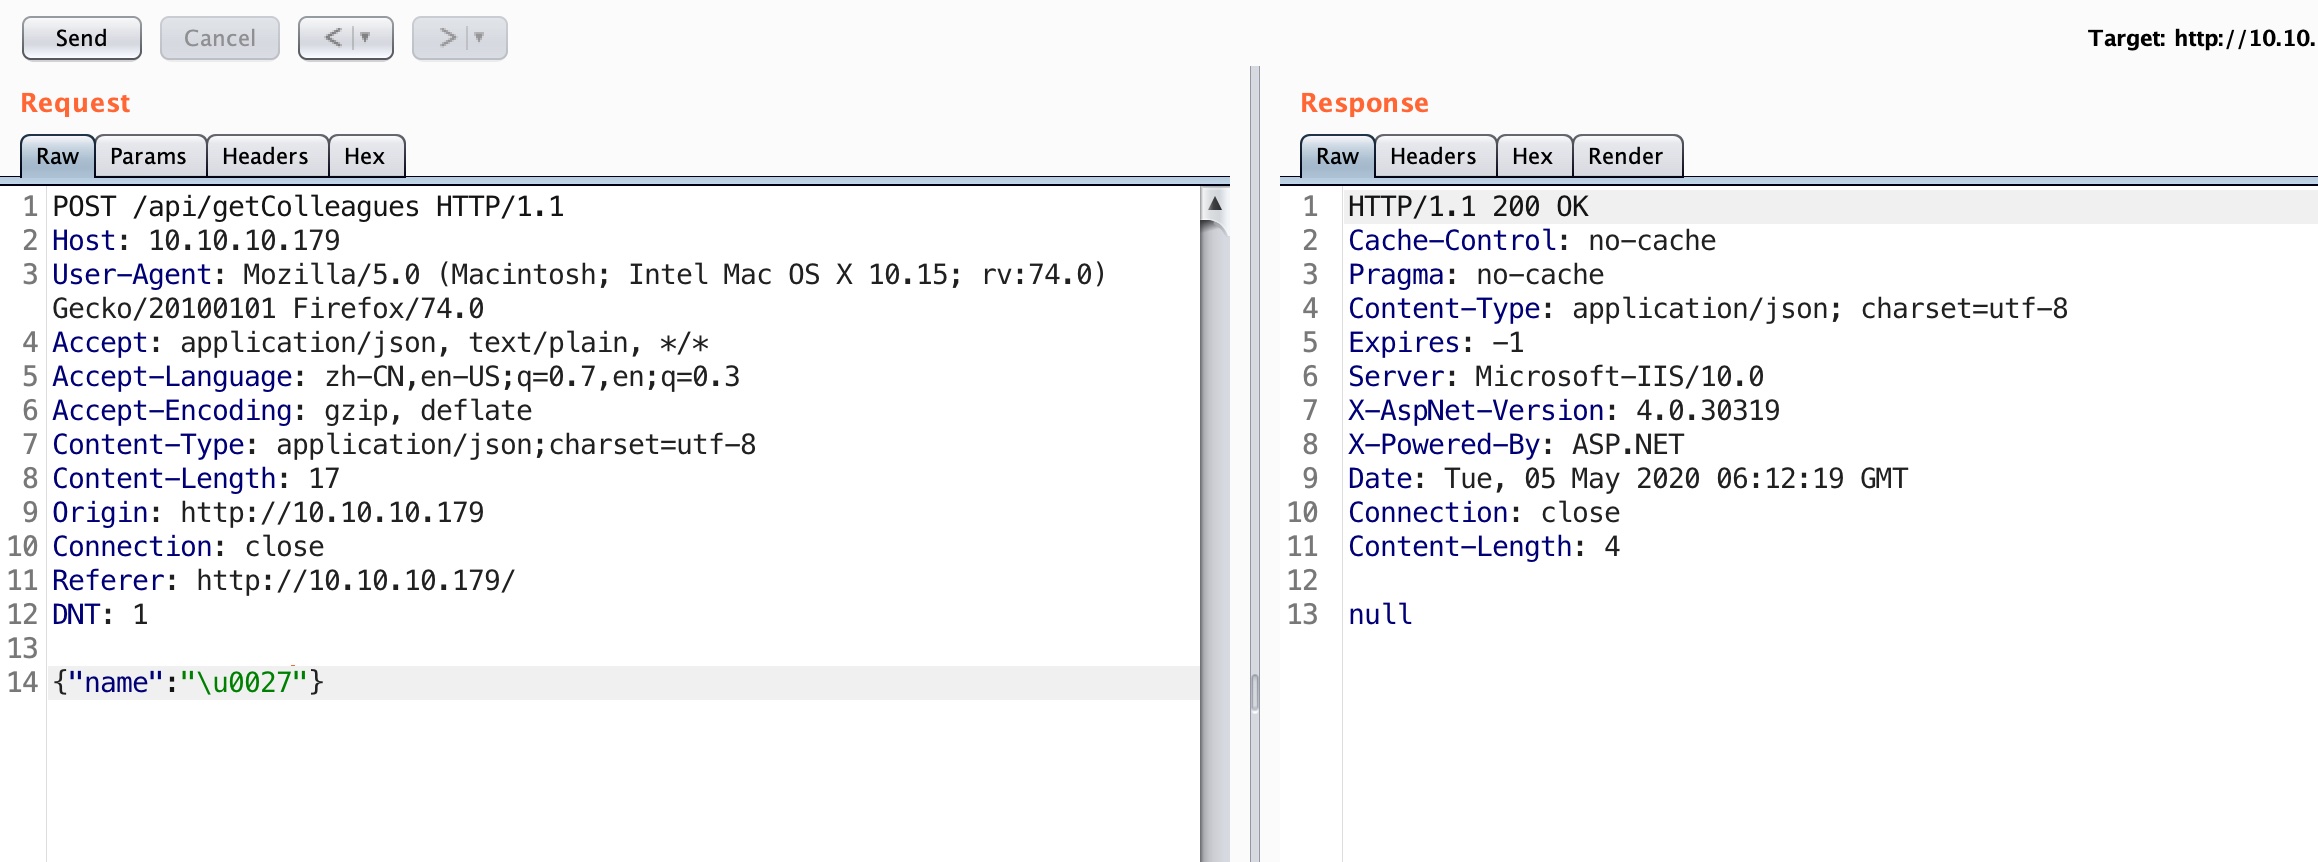 Send Cancel < ▼ > ▼ Target: http://10.10.
Request
Raw Params Headers Hex
1 POST /api/getColleagues HTTP/1.1
2 Host: 10.10.10.179
3 User-Agent: Mozilla/5.0 (Macintosh; Intel Mac OS X 10.15; rv:74.0)
Gecko/20100101 Firefox/74.0
4 Accept: application/json, text/plain, */*
5 Accept-Language: zh-CN,en-US;q=0.7,en;q=0.3
6 Accept-Encoding: gzip, deflate
7 Content-Type: application/json;charset=utf-8
8 Content-Length: 17
9 Origin: http://10.10.10.179
10 Connection: close
11 Referer: http://10.10.10.179/
12 DNT: 1
13
14 {"name":"\u0027"}
Response
Raw Headers Hex Render
1 HTTP/1.1 200 OK
2 Cache-Control: no-cache
3 Pragma: no-cache
4 Content-Type: application/json; charset=utf-8
5 Expires: -1
6 Server: Microsoft-IIS/10.0
7 X-AspNet-Version: 4.0.30319
8 X-Powered-By: ASP.NET
9 Date: Tue, 05 May 2020 06:12:19 GMT
10 Connection: close
11 Content-Length: 4
12
13 null